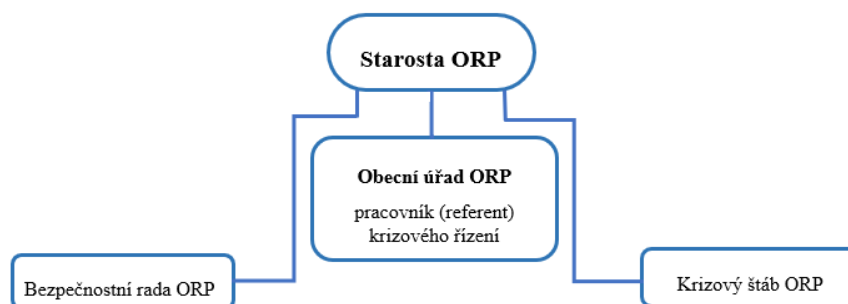 Starosta ORP
Obecní úřad ORP
pracovník (referent)
krizového řízení
Bezpečnostní rada ORP
Krizový štáb ORP